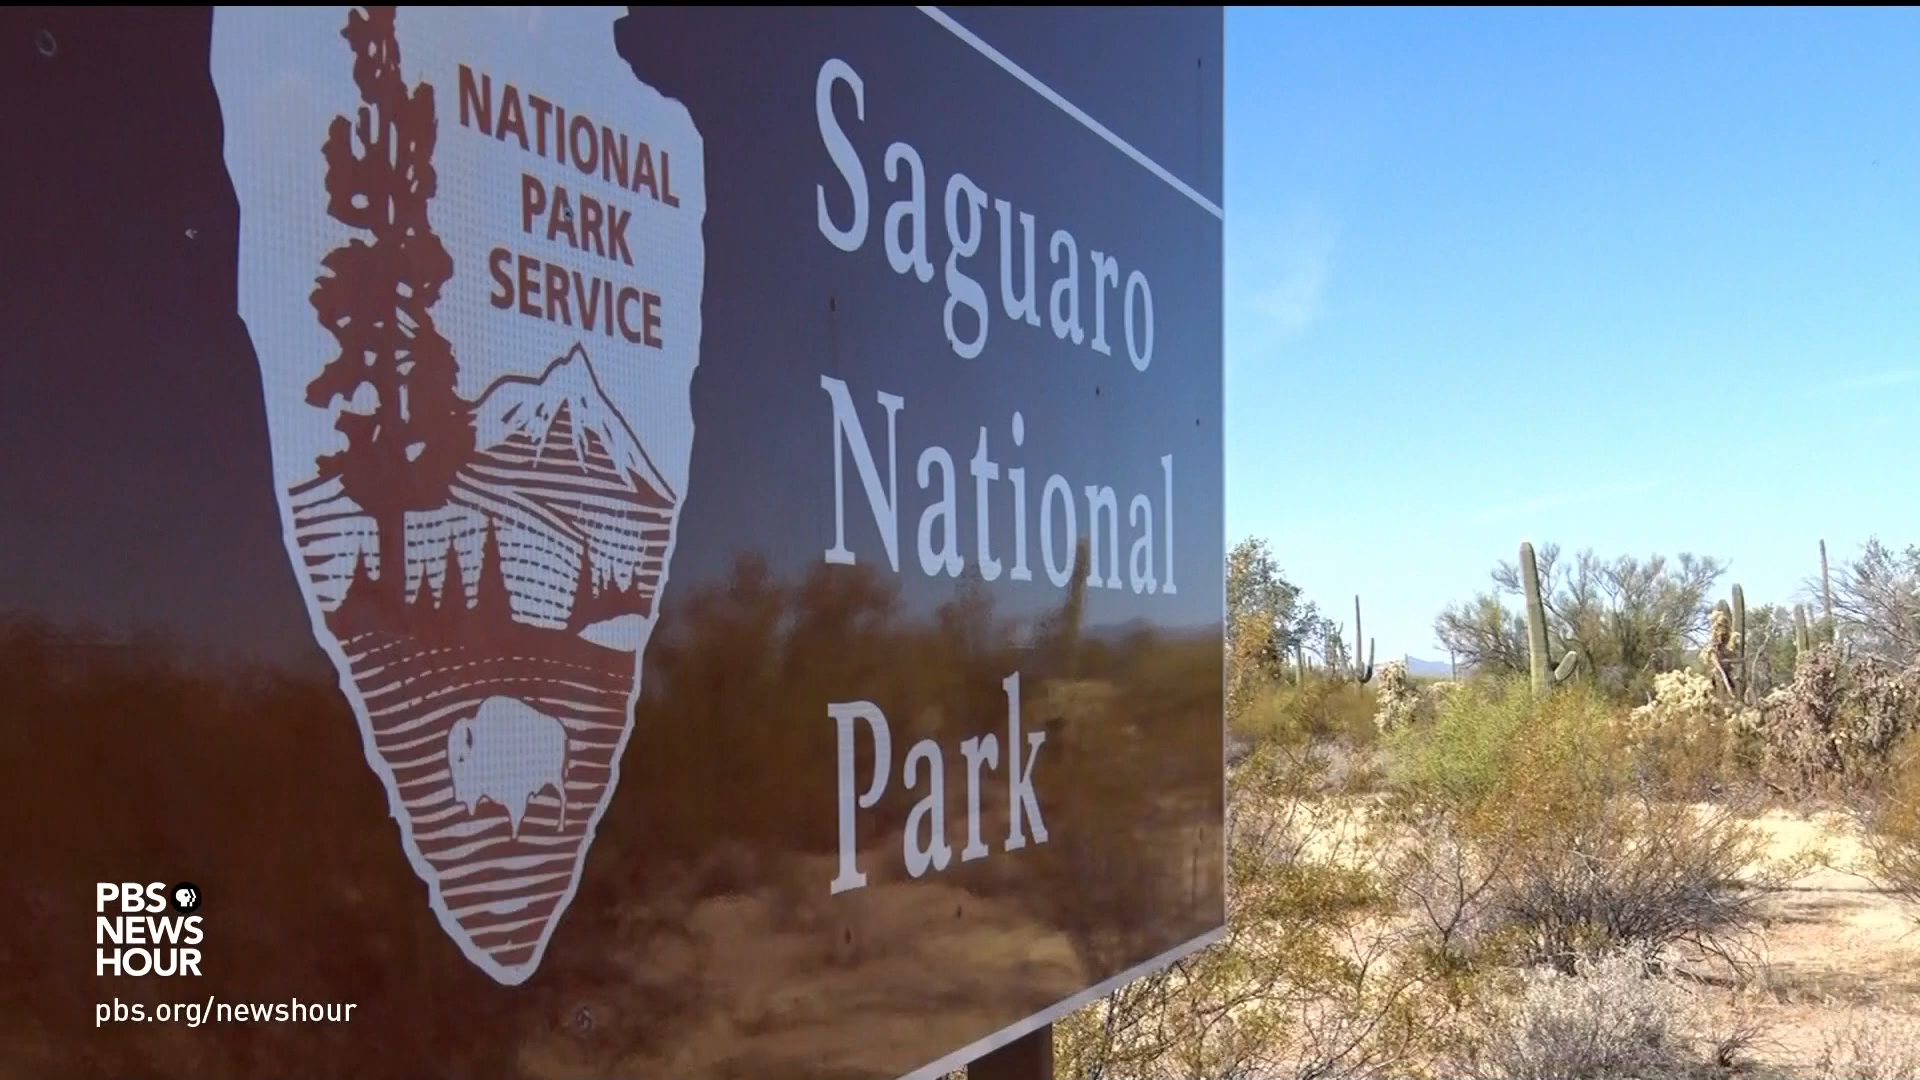 NATIONAL
PARK
SERVICE
Saguaro
National
Park
PBS
NEWS
HOUR
pbs.org/newshour